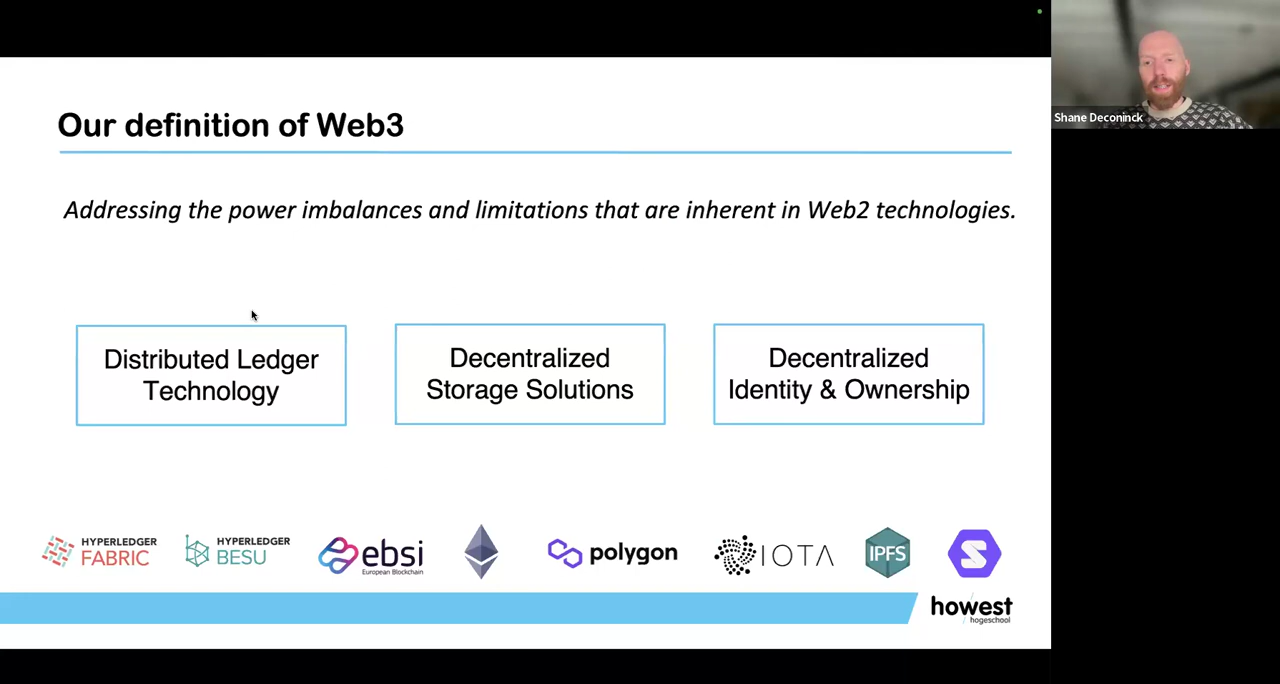 Our definition of Web3
Shane Deconinck
Addressing the power imbalances and limitations that are inherent in Web2 technologies.
Distributed Ledger
Technology
Decentralized
Storage Solutions
Decentralized
Identity & Ownership
HYPERLEDGER
FABRIC
HYPERLEDGER
BESU
ebsi
European Blockchain
polygon
IOTA
IPFS
S
howest
hogeschool